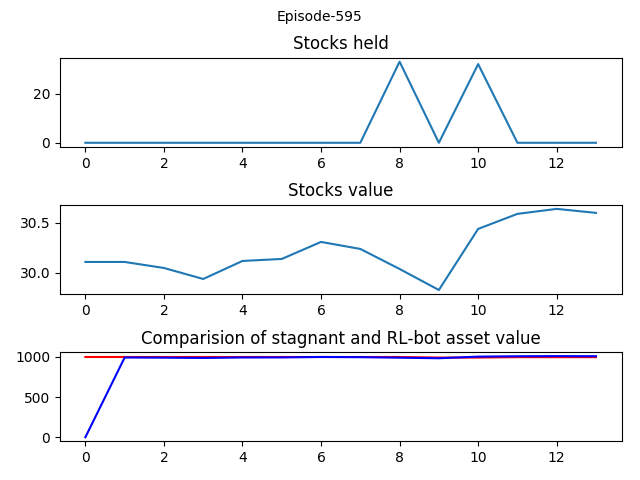 Episode-595
Stocks held
20
0
0 2 4 6 8 10 12
Stocks value
30.5
30.0
0 2 4 6 8 10 12
Comparision of stagnant and RL-bot asset value
1000
500
0
0 2 4 6 8 10 12